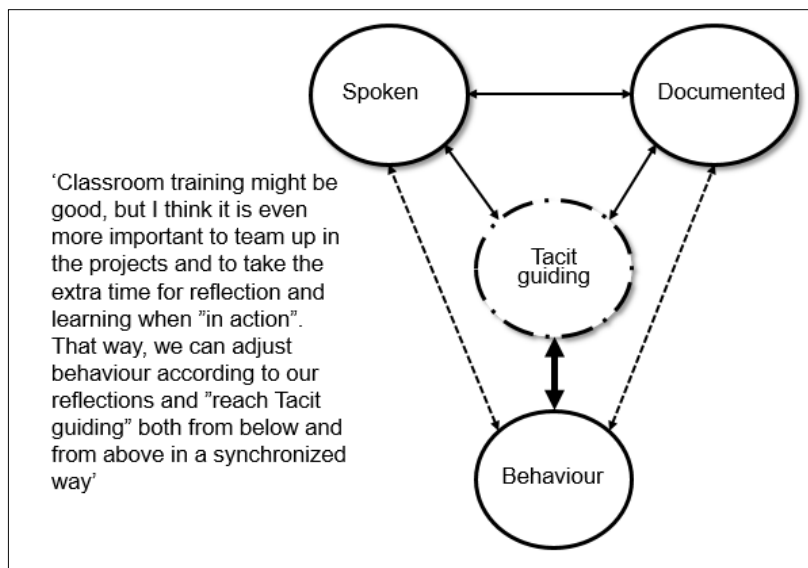 Spoken
Documented
‘Classroom training might be
good, but I think it is even
more important to team up in
the projects and to take the
extra time for reflection and
learning when ”in action”.
That way, we can adjust
behaviour according to our
reflections and ”reach Tacit
guiding” both from below and
from above in a synchronized
way’
Tacit
guiding
Behaviour